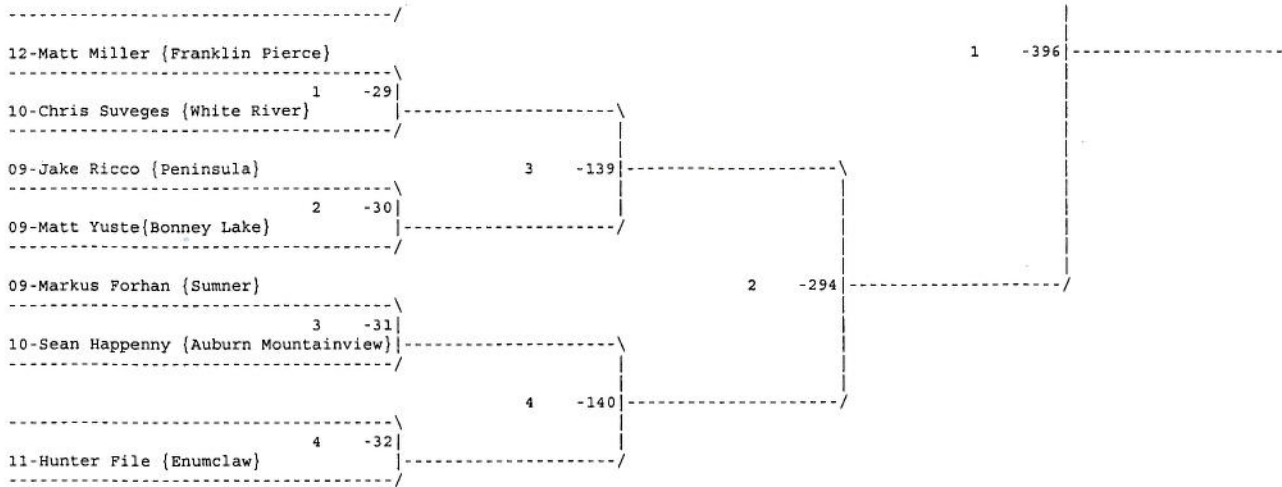 12-Matt Miller {Franklin Pierce}
1 -396
1 -29
10-Chris Suveges {White River}
09-Jake Ricco {Peninsula}
3 -139
2 -30
09-Matt Yuste{Bonney Lake}
09-Markus Forhan {Sumner}
2 -294
3 -31
10-Sean Happenny {Auburn Mountainview}
4 -140
4 -32
11-Hunter File {Enumclaw}